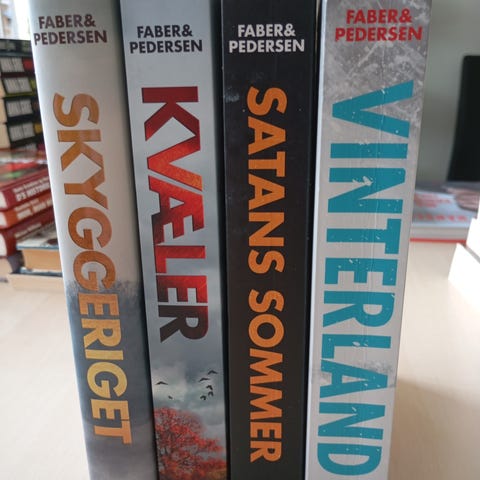 FABER&
PEDERSEN
SKYGGERIGET
FABER&
PEDERSEN
KVÆLER
FABER&
PEDERSEN
SATANS SOMMER
FABER&
PEDERSEN
VINTERLAND